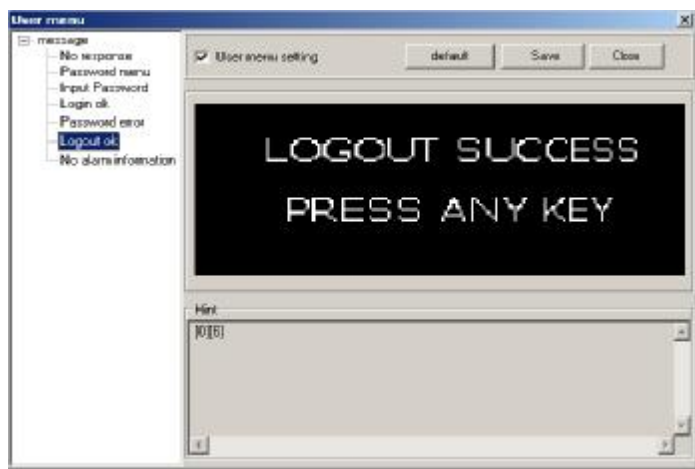 User menu
message
No response
Password menu
Input Password
Login ok
Password error
Logout ok
No alarm information
User menu setting
default
Save
Close
LOGOUT SUCCESS
PRESS ANY KEY
Hint
[0][6]